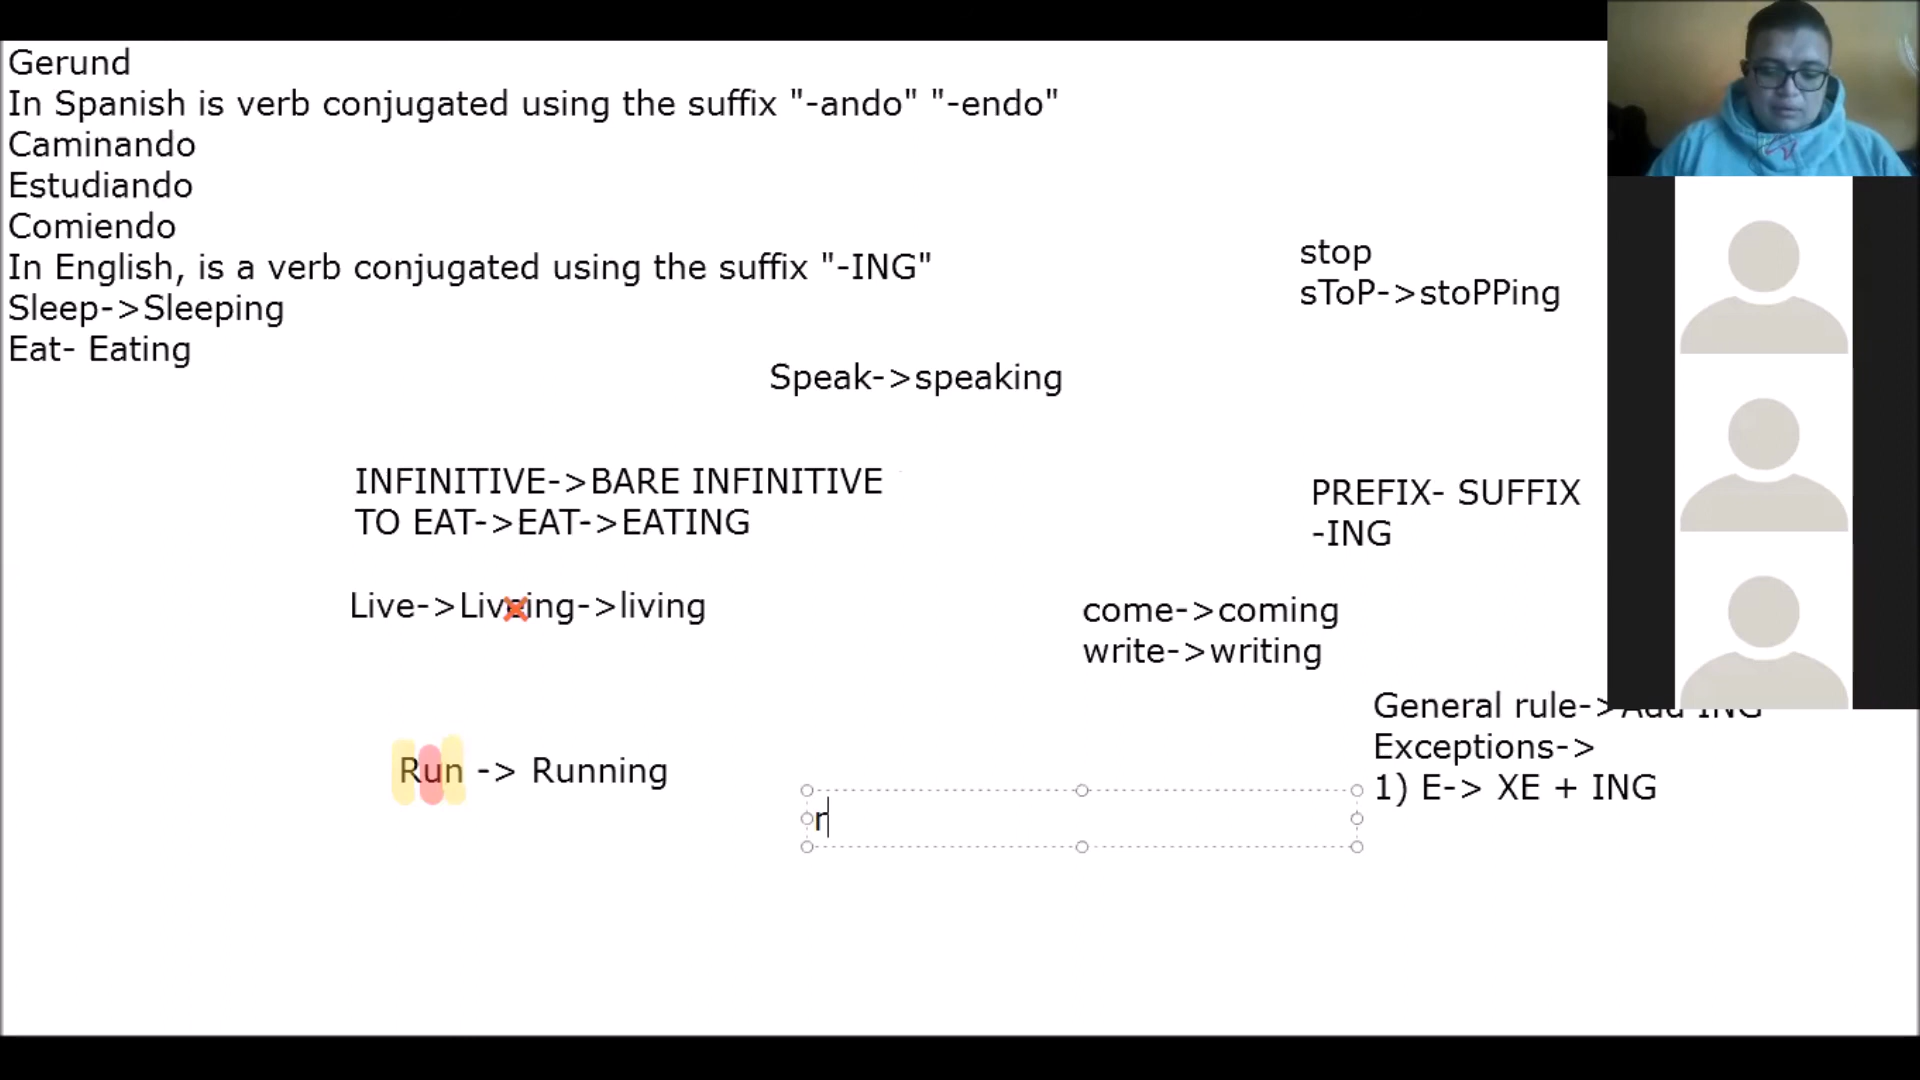 Gerund
In Spanish is verb conjugated using the suffix "-ando" "-endo"
Caminando
Estudiando
Comiendo
In English, is a verb conjugated using the suffix "-ING"
Sleep->Sleeping
Eat- Eating
stop
sToP->stoPPing
Speak->speaking
INFINITIVE->BARE INFINITIVE
TO EAT->EAT->EATING
PREFIX- SUFFIX
-ING
Live->Liveing->living
come->coming
write->writing
Run -> Running
r
General rule->Add ING
Exceptions->
1) E-> XE + ING